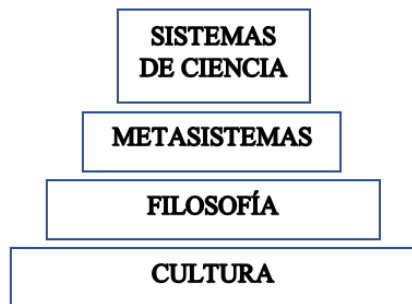 SISTEMAS
DE CIENCIA
METASISTEMAS
FILOSOFÍA
CULTURA